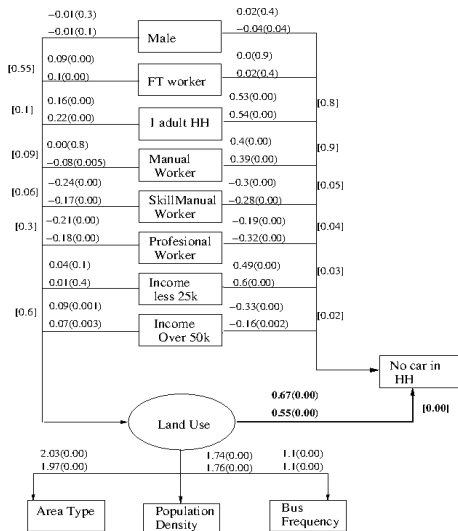 −0.01(0.3) 0.02(0.4)
−0.01(0.1) Male −0.04(0.04)
[0.55] 0.09(0.00) 0.0(0.9)
0.1(0.00) FT worker 0.02(0.4)
[0.1] 0.16(0.00) 0.53(0.00) [0.8]
0.22(0.00) 1 adult HH 0.54(0.00)
[0.09] 0.00(0.8) Manual 0.4(0.00) [0.9]
−0.08(0.005) Worker 0.39(0.00)
[0.06] −0.24(0.00) SkillManual −0.3(0.00) [0.05]
−0.17(0.00) Worker −0.28(0.00)
[0.3] −0.21(0.00) Profesional −0.19(0.00) [0.04]
−0.18(0.00) Worker −0.32(0.00)
0.04(0.1) Income 0.49(0.00) [0.03]
0.01(0.4) less 25k 0.6(0.00)
[0.6] 0.09(0.001) Income −0.33(0.00) [0.02]
0.07(0.003) Over 50k −0.16(0.002)
No car in
HH
0.67(0.00)
Land Use 0.55(0.00) [0.00]
2.03(0.00) 1.74(0.00) 1.1(0.00)
1.97(0.00) 1.76(0.00) 1.1(0.00)
Area Type Population Bus
Density Frequency